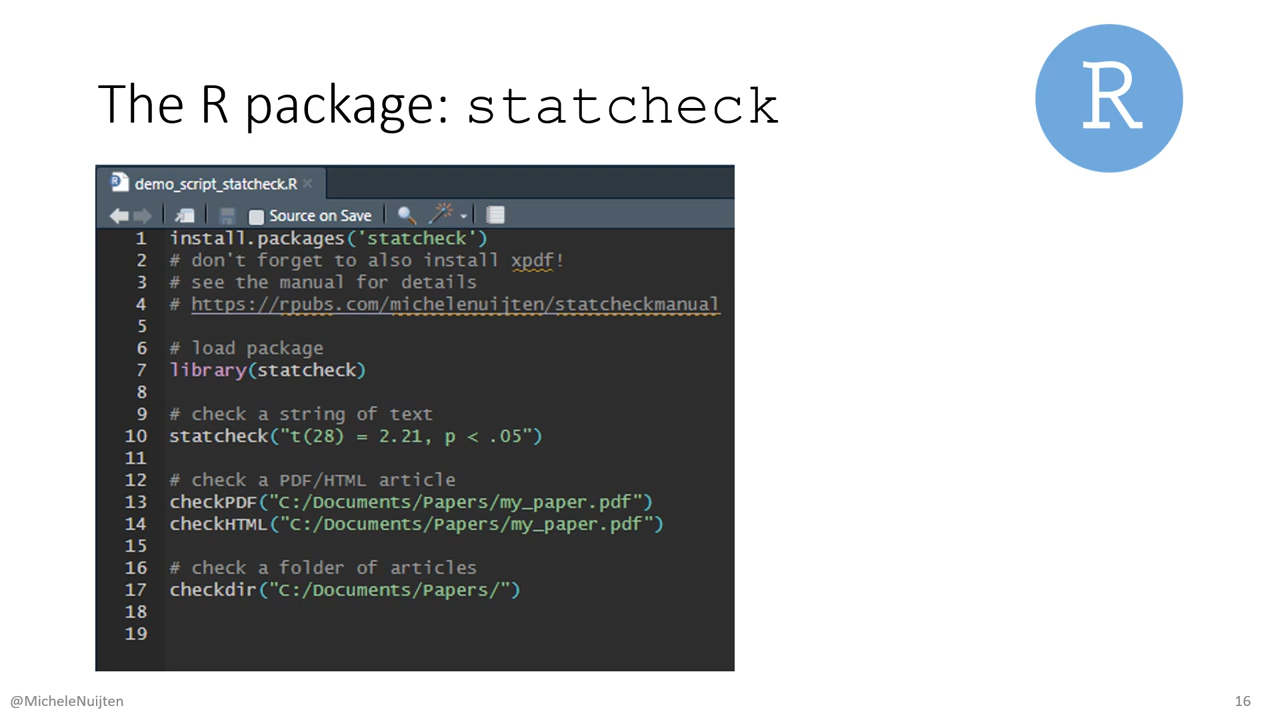 The R package: statcheck
R
demo_script_statcheck.R ×
Source on Save
1 install.packages('statcheck')
2 # don't forget to also install xpdf!
3 # see the manual for details
4 # https://rpubs.com/michelenuijten/statcheckmanual
5
6 # load package
7 library(statcheck)
8
9 # check a string of text
10 statcheck("t(28) = 2.21, p < .05")
11
12 # check a PDF/HTML article
13 checkPDF("C:/Documents/Papers/my_paper.pdf")
14 checkHTML("C:/Documents/Papers/my_paper.pdf")
15
16 # check a folder of articles
17 checkdir("C:/Documents/Papers/")
18
19
@MicheleNuijten
16